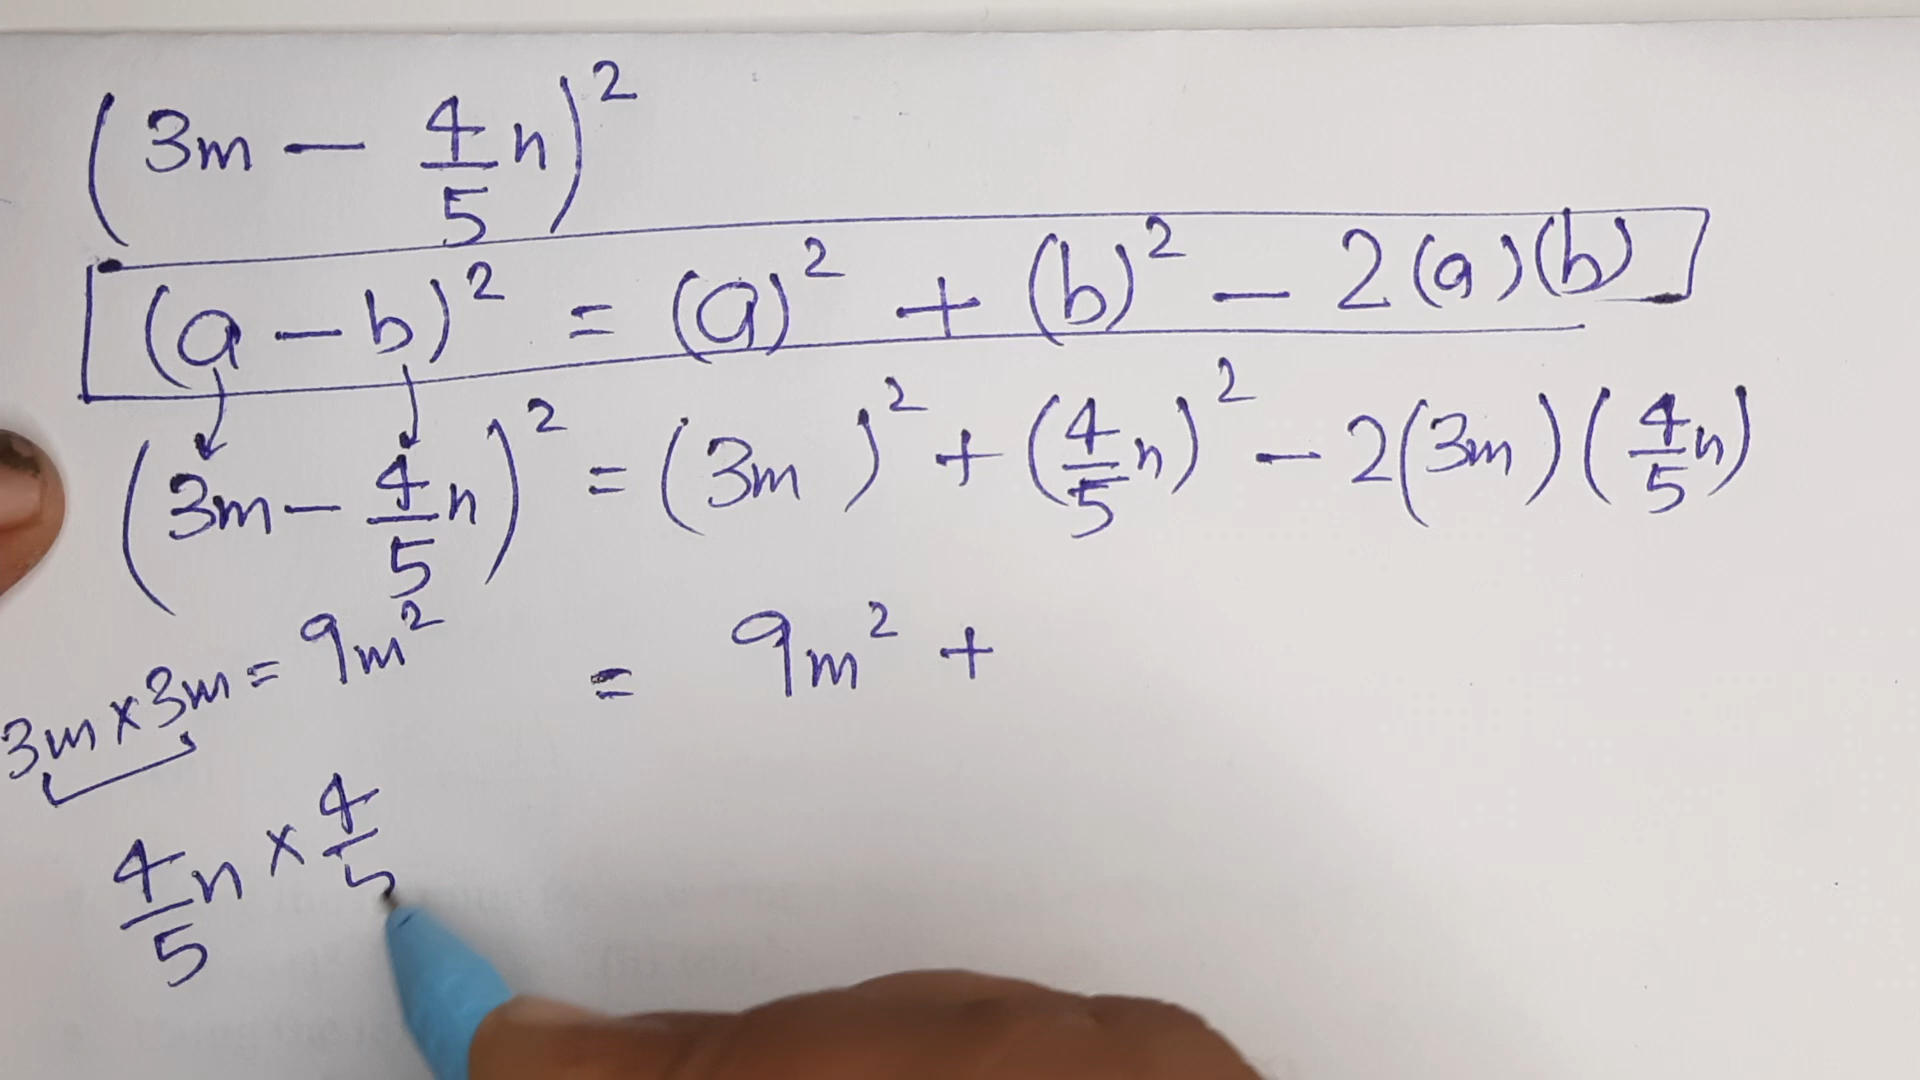 (3m − 4/5 n)²
(a − b)² = (a)² + (b)² − 2(a)(b)
(3m − 4/5 n)² = (3m)² + (4/5 n)² − 2(3m)(4/5 n)
3m × 3m = 9m²
= 9m² +
4/5 n × 4/5